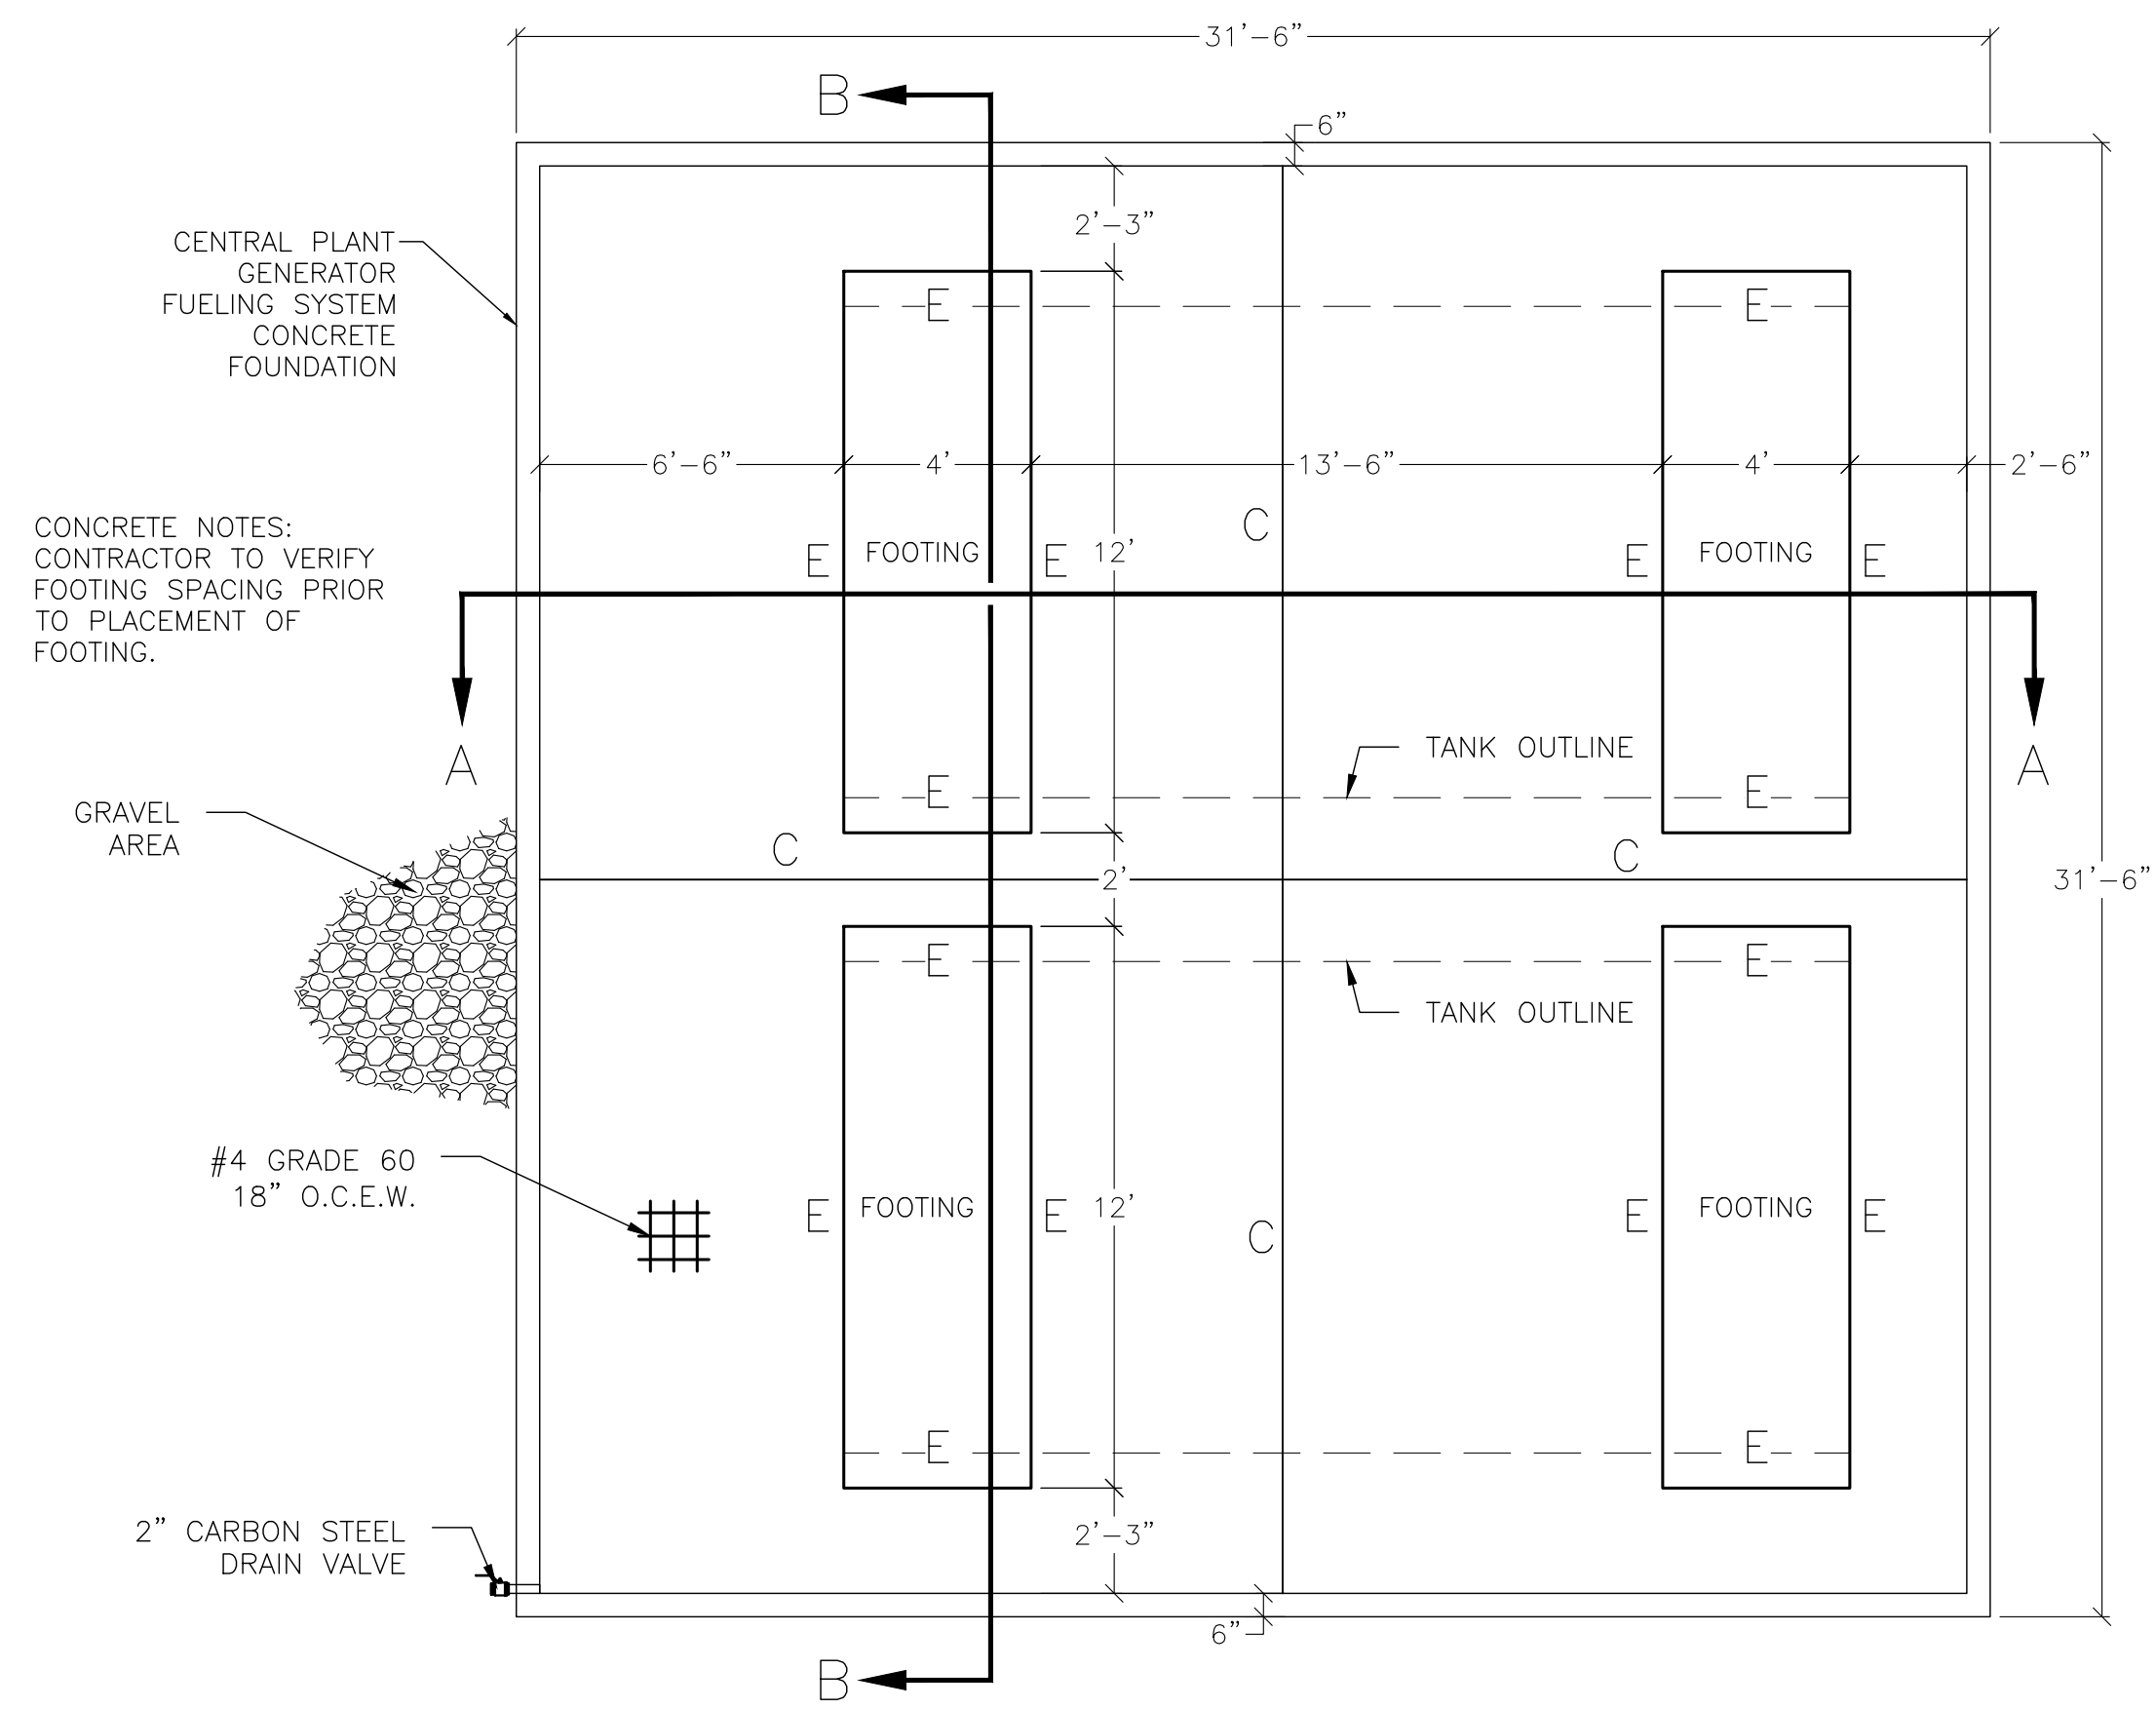 31'-6"
B
6"
2'-3"
CENTRAL PLANT
GENERATOR
FUELING SYSTEM
CONCRETE
FOUNDATION
E
E
6'-6"
4'
13'-6"
4'
2'-6"
CONCRETE NOTES:
CONTRACTOR TO VERIFY
FOOTING SPACING PRIOR
TO PLACEMENT OF
FOOTING.
C
E
FOOTING
E
12'
E
FOOTING
E
A
A
TANK OUTLINE
E
E
GRAVEL
AREA
C
C
2'
31'-6"
E
E
TANK OUTLINE
#4 GRADE 60
18" O.C.E.W.
E
FOOTING
E
12'
C
E
FOOTING
E
E
E
2" CARBON STEEL
DRAIN VALVE
2'-3"
6"
B